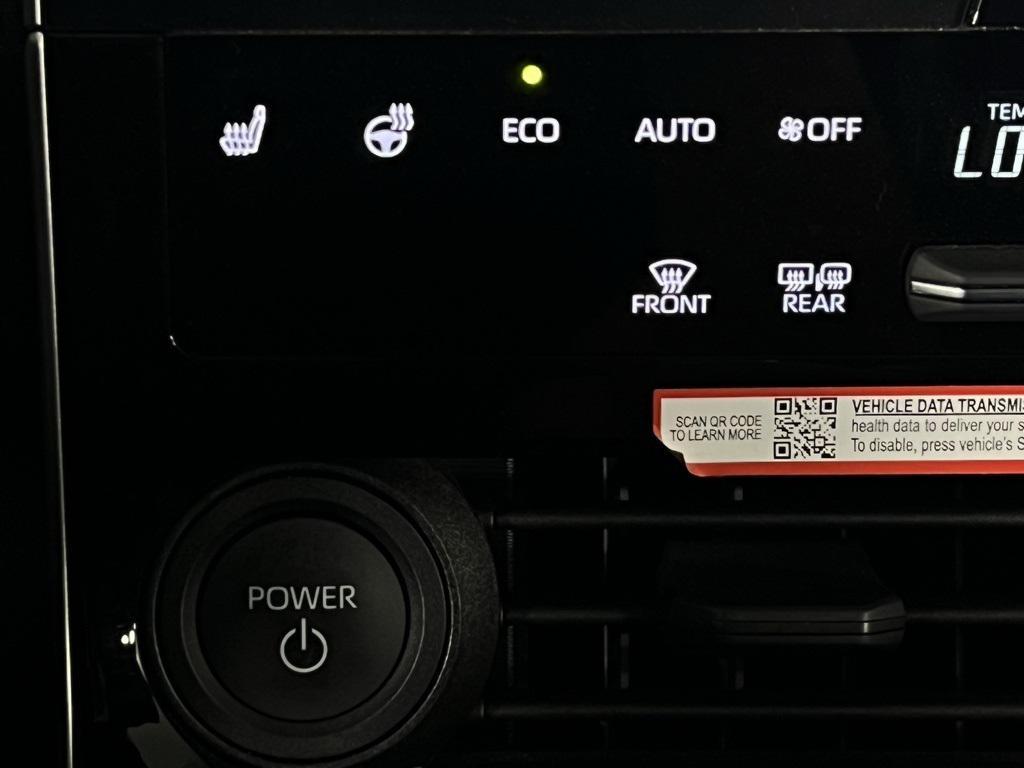 ECO AUTO OFF
TEM
LO
FRONT REAR
SCAN QR CODE
TO LEARN MORE
VEHICLE DATA TRANSMIS
health data to deliver your s
To disable, press vehicle's S
POWER